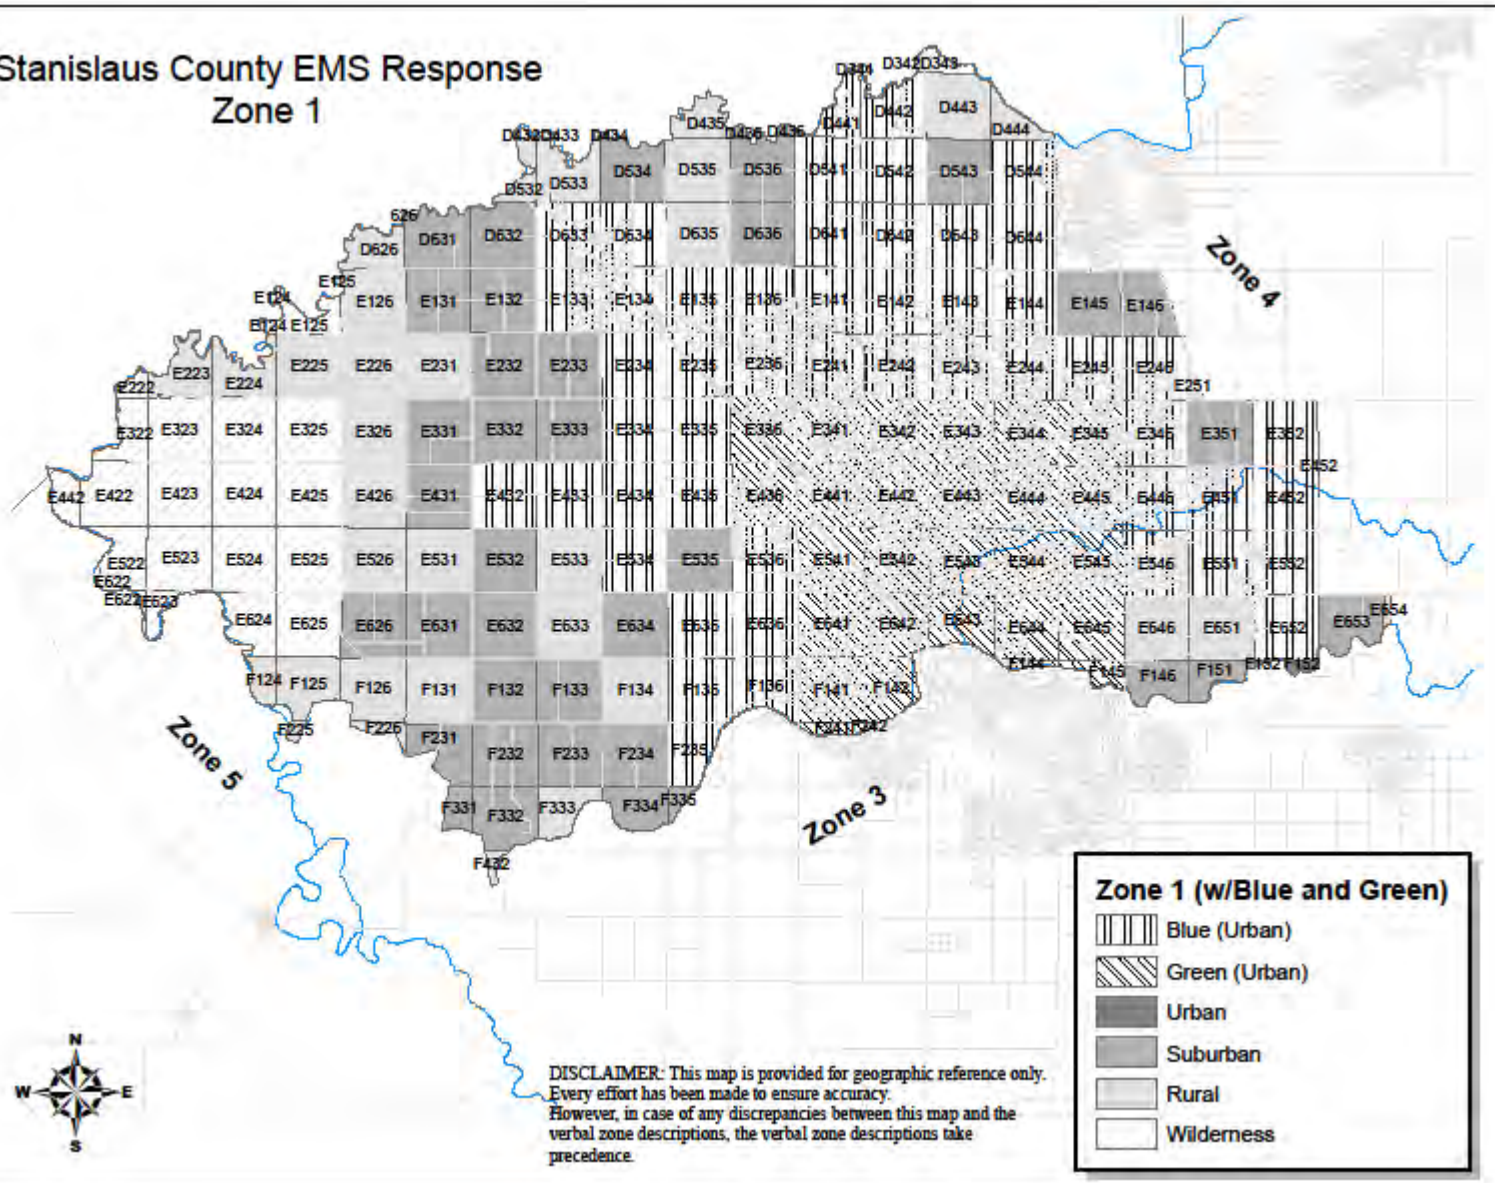 Stanislaus County EMS Response
Zone 1
D341 D342 D343
D432 D433 D434 D435 D436 D436 D441 D442 D443 D444
D532 D533 D534 D535 D536 D541 D542 D543 D544
626 D626 D631 D632 D633 D634 D635 D636 D641 D642 D643 D644
E124 E125 E126 E131 E132 E133 E134 E135 E136 E141 E142 E143 E144 E145 E146
E124 E125
E222 E223 E224 E225 E226 E231 E232 E233 E234 E235 E236 E241 E242 E243 E244 E245 E246 E251
E322 E323 E324 E325 E326 E331 E332 E333 E334 E335 E336 E341 E342 E343 E344 E345 E346 E351 E352
E442 E422 E423 E424 E425 E426 E431 E432 E433 E434 E435 E436 E441 E442 E443 E444 E445 E446 E451 E452 E452
E522 E523 E524 E525 E526 E531 E532 E533 E534 E535 E536 E541 E542 E543 E544 E545 E546 E551 E552
E622
E622 E623 E624 E625 E626 E631 E632 E633 E634 E635 E636 E641 E642 E643 E644 E645 E646 E651 E652 E653 E654
F124 F125 F126 F131 F132 F133 F134 F135 F136 F141 F142 F144 F145 F146 F151 F152 F152
F225 F226 F231 F232 F233 F234 F235 F241 F242
F331 F332 F333 F334 F335
F432
Zone 4
Zone 5
Zone 3
Zone 1 (w/Blue and Green)
Blue (Urban)
Green (Urban)
Urban
Suburban
Rural
Wilderness
N
W E
S
DISCLAIMER: This map is provided for geographic reference only.
Every effort has been made to ensure accuracy.
However, in case of any discrepancies between this map and the
verbal zone descriptions, the verbal zone descriptions take
precedence.